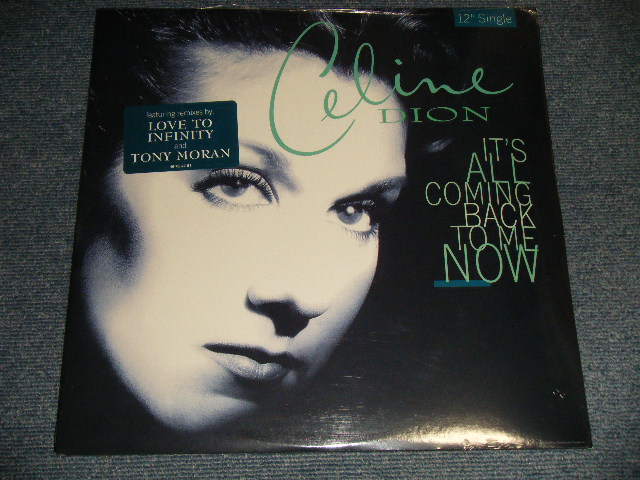 12" Single
Celine
DION
featuring remixes by:
LOVE TO
INFINITY
and
TONY MORAN
IT'S
ALL
COMING
BACK
TO ME
NOW